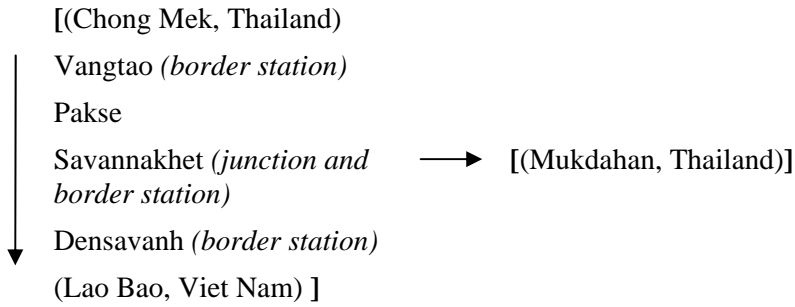 [(Chong Mek, Thailand)
Vangtao (border station)
Pakse
Savannakhet (junction and
border station)
[(Mukdahan, Thailand)]
Densavanh (border station)
(Lao Bao, Viet Nam) ]